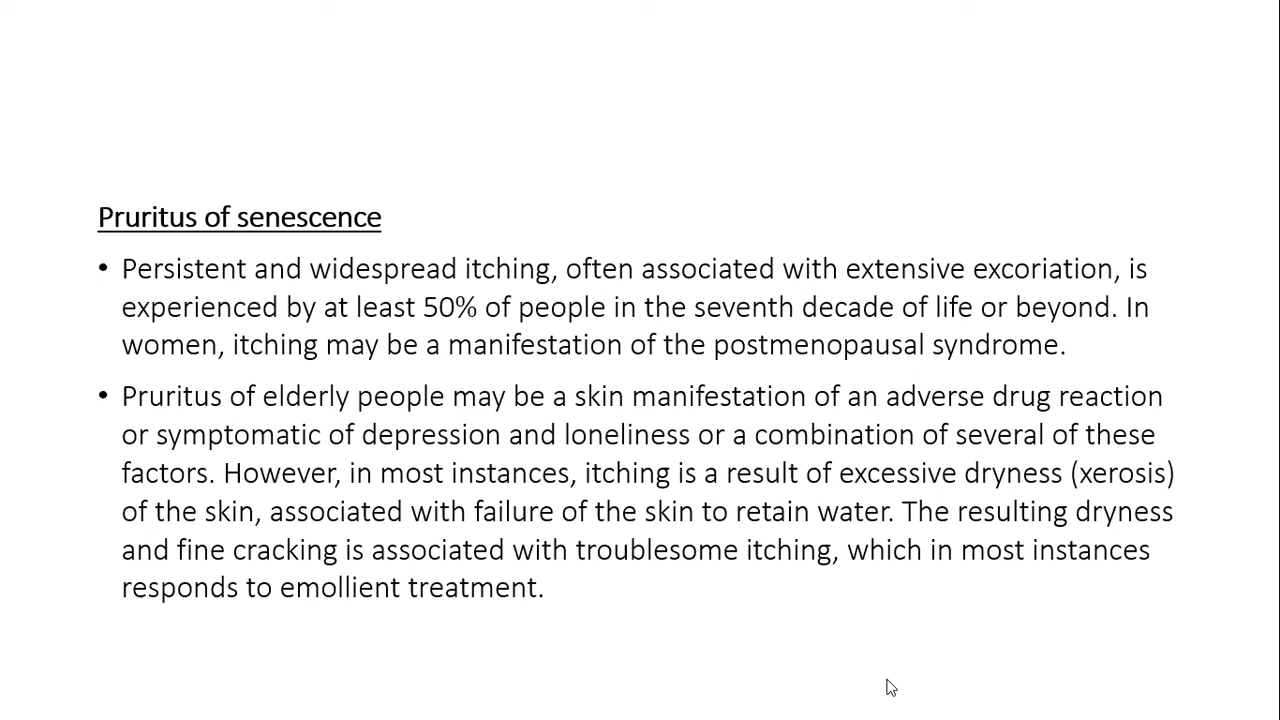 Pruritus of senescence
• Persistent and widespread itching, often associated with extensive excoriation, is
experienced by at least 50% of people in the seventh decade of life or beyond. In
women, itching may be a manifestation of the postmenopausal syndrome.
• Pruritus of elderly people may be a skin manifestation of an adverse drug reaction
or symptomatic of depression and loneliness or a combination of several of these
factors. However, in most instances, itching is a result of excessive dryness (xerosis)
of the skin, associated with failure of the skin to retain water. The resulting dryness
and fine cracking is associated with troublesome itching, which in most instances
responds to emollient treatment.